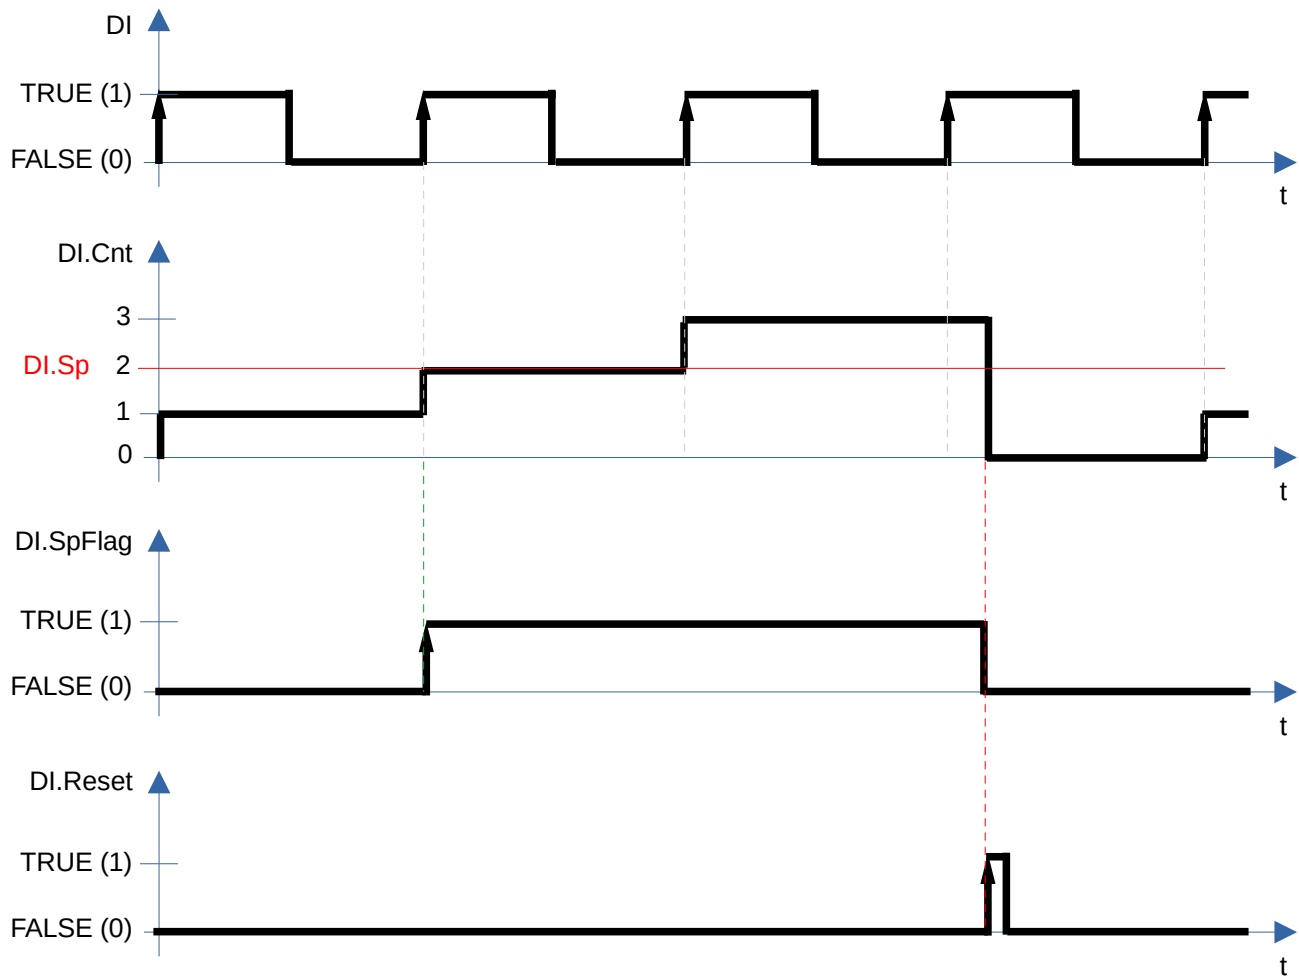 DI
TRUE (1)
FALSE (0)
t
DI.Cnt
3
DI.Sp 2
1
0
t
DI.SpFlag
TRUE (1)
FALSE (0)
t
DI.Reset
TRUE (1)
FALSE (0)
t